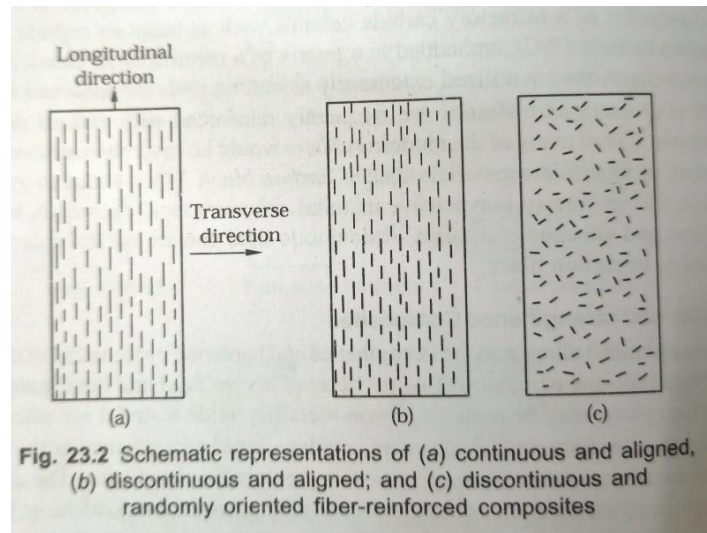 Longitudinal
direction
Transverse
direction
(a)
(b)
(c)
Fig. 23.2 Schematic representations of (a) continuous and aligned,
(b) discontinuous and aligned; and (c) discontinuous and
randomly oriented fiber-reinforced composites